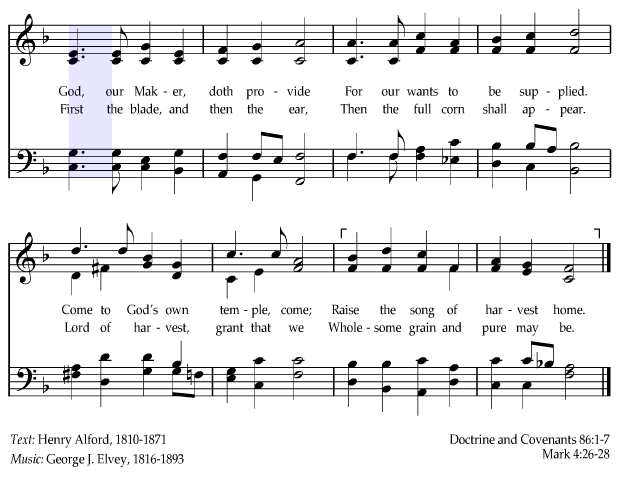 God, our Mak - er, doth pro - vide For our wants to be sup - plied.
First the blade, and then the ear, Then the full corn shall ap - pear.
Come to God's own tem - ple, come; Raise the song of har - vest home.
Lord of har - vest, grant that we Whole - some grain and pure may be.
Text: Henry Alford, 1810-1871
Music: George J. Elvey, 1816-1893
Doctrine and Covenants 86:1-7
Mark 4:26-28